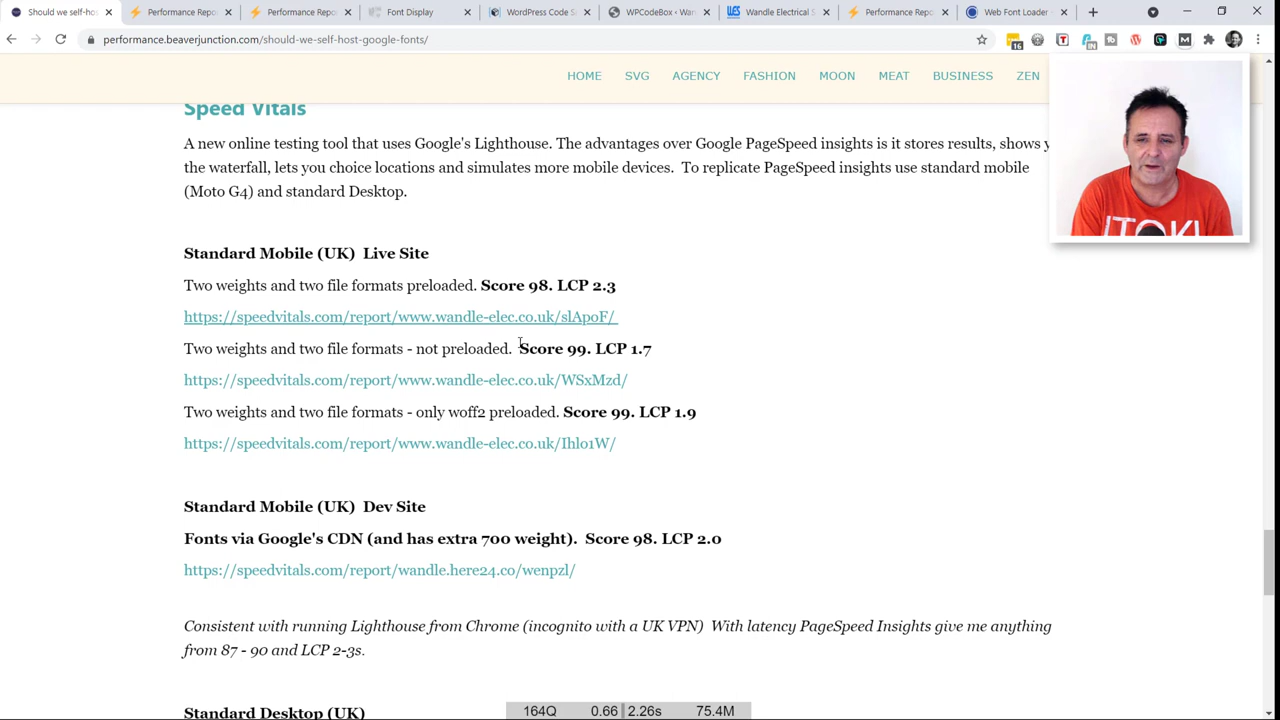 Should we self-hos
Performance Repo
Performance Repo
Font Display
WordPress Code S
WPCodeBox – Wan
Wandle Electrical S
Performance Repo
Web Font Loader
performance.beaverjunction.com/should-we-self-host-google-fonts/
16
HOME SVG AGENCY FASHION MOON MEAT BUSINESS ZEN
Speed Vitals
A new online testing tool that uses Google's Lighthouse. The advantages over Google PageSpeed insights is it stores results, shows y
the waterfall, lets you choice locations and simulates more mobile devices. To replicate PageSpeed insights use standard mobile
(Moto G4) and standard Desktop.
Standard Mobile (UK) Live Site
Two weights and two file formats preloaded. Score 98. LCP 2.3
https://speedvitals.com/report/www.wandle-elec.co.uk/slApoF/
Two weights and two file formats - not preloaded. Score 99. LCP 1.7
https://speedvitals.com/report/www.wandle-elec.co.uk/WSxMzd/
Two weights and two file formats - only woff2 preloaded. Score 99. LCP 1.9
https://speedvitals.com/report/www.wandle-elec.co.uk/Ihlo1W/
Standard Mobile (UK) Dev Site
Fonts via Google's CDN (and has extra 700 weight). Score 98. LCP 2.0
https://speedvitals.com/report/wandle.here24.co/wenpzl/
Consistent with running Lighthouse from Chrome (incognito with a UK VPN) With latency PageSpeed Insights give me anything
from 87 - 90 and LCP 2-3s.
Standard Desktop (UK)
164Q 0.66 2.26s 75.4M